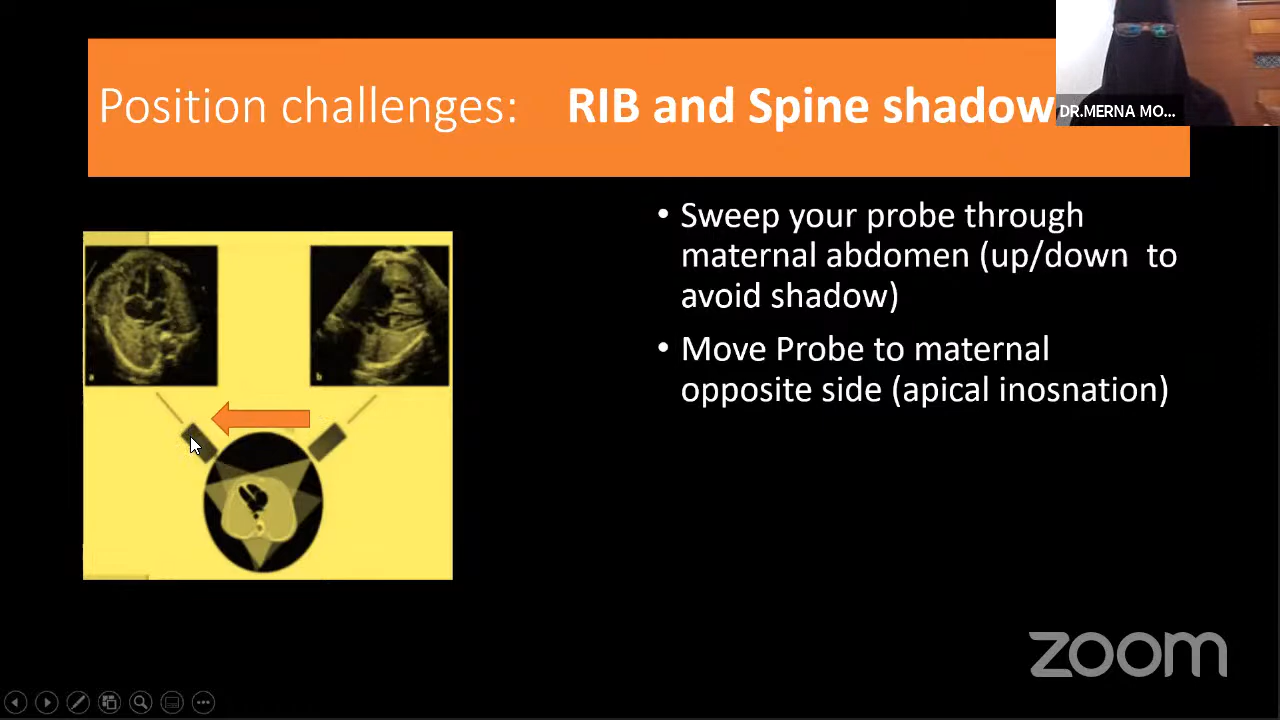 Position challenges: RIB and Spine shadow
DR.MERNA MO...
• Sweep your probe through
maternal abdomen (up/down to
avoid shadow)
• Move Probe to maternal
opposite side (apical inosnation)
a
b
zoom